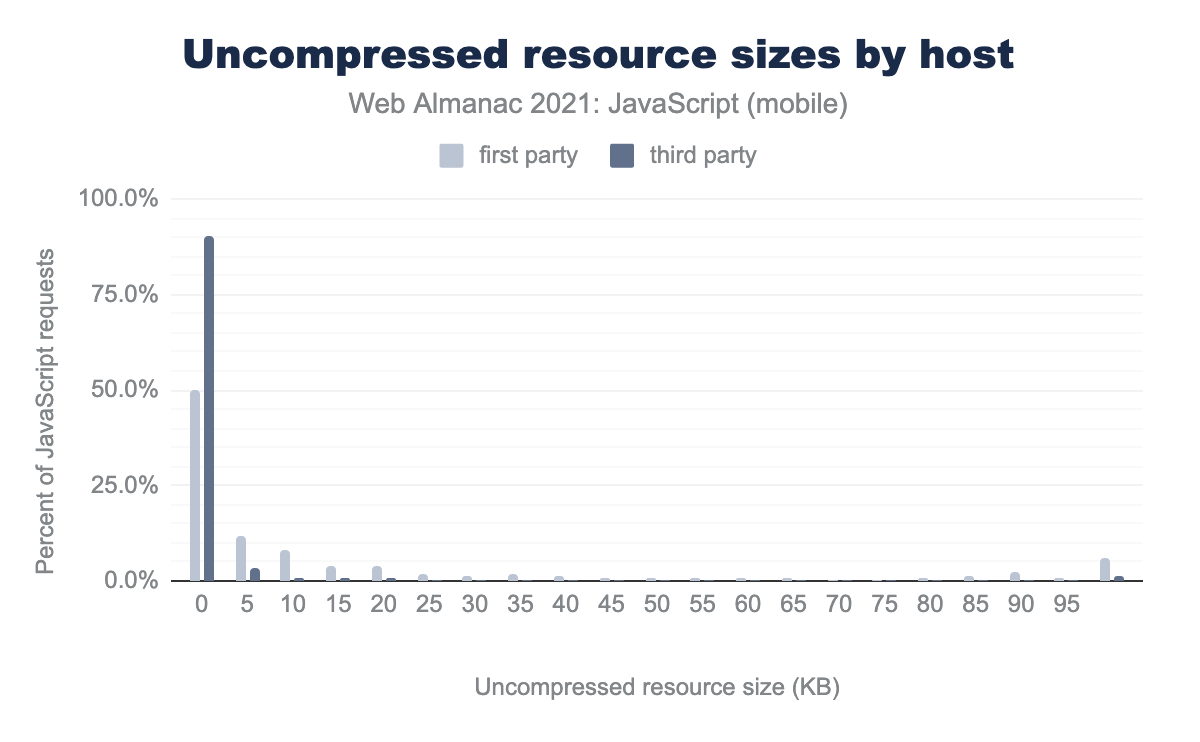 Uncompressed resource sizes by host
Web Almanac 2021: JavaScript (mobile)
first party third party
100.0%
75.0%
50.0%
25.0%
0.0%
Percent of JavaScript requests
0 5 10 15 20 25 30 35 40 45 50 55 60 65 70 75 80 85 90 95
Uncompressed resource size (KB)